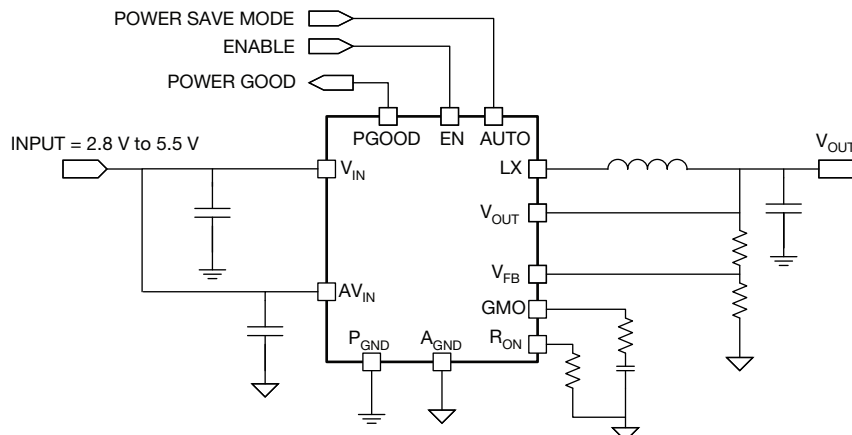 POWER SAVE MODE
ENABLE
POWER GOOD
PGOOD EN AUTO
INPUT = 2.8 V to 5.5 V
VIN
LX
VOUT
VOUT
VFB
AVIN
GMO
PGND
AGND
RON